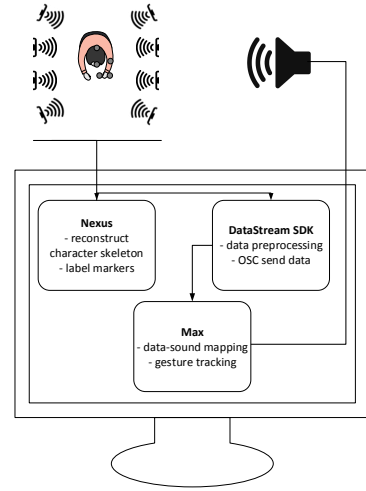 Nexus
- reconstruct
character skeleton
- label markers
DataStream SDK
- data preprocessing
- OSC send data
Max
- data-sound mapping
- gesture tracking